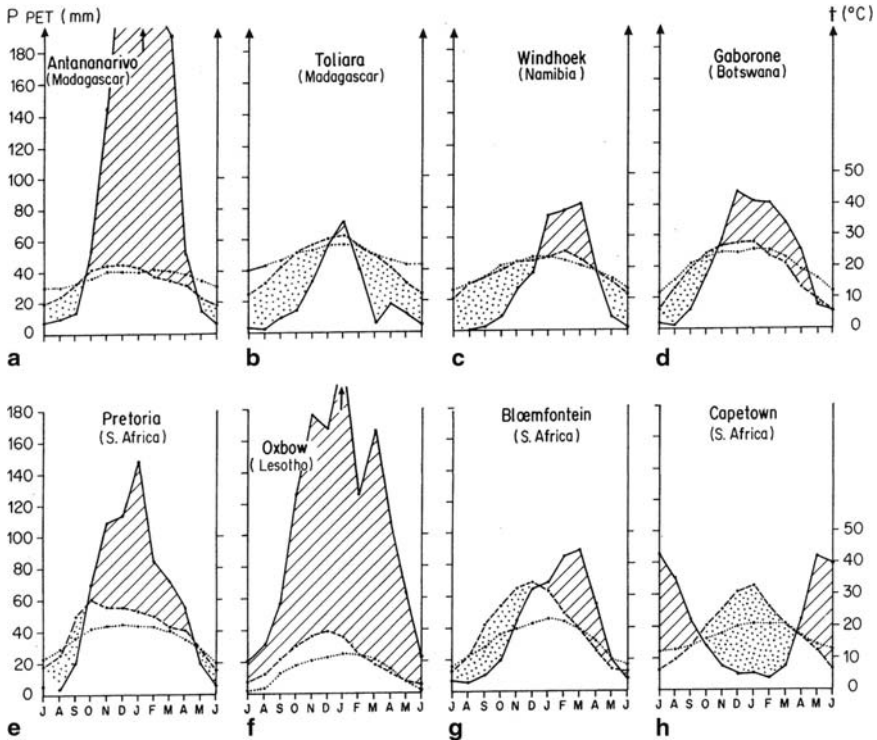 P PET (mm)
t (°C)
180
160
140
120
100
80
60
40
20
0
Antananarivo
(Madagascar)
Toliara
(Madagascar)
Windhoek
(Namibia)
Gaborone
(Botswana)
50
40
30
20
10
0
J A S O N D J F M A M J
J A S O N D J F M A M J
J A S O N D J F M A M J
J A S O N D J F M A M J
a
b
c
d
180
160
140
120
100
80
60
40
20
0
Pretoria
(S. Africa)
Oxbow
(Lesotho)
Blœmfontein
(S. Africa)
Capetown
(S. Africa)
50
40
30
20
10
0
J A S O N D J F M A M J
J A S O N D J F M A M J
J A S O N D J F M A M J
J A S O N D J F M A M J
e
f
g
h